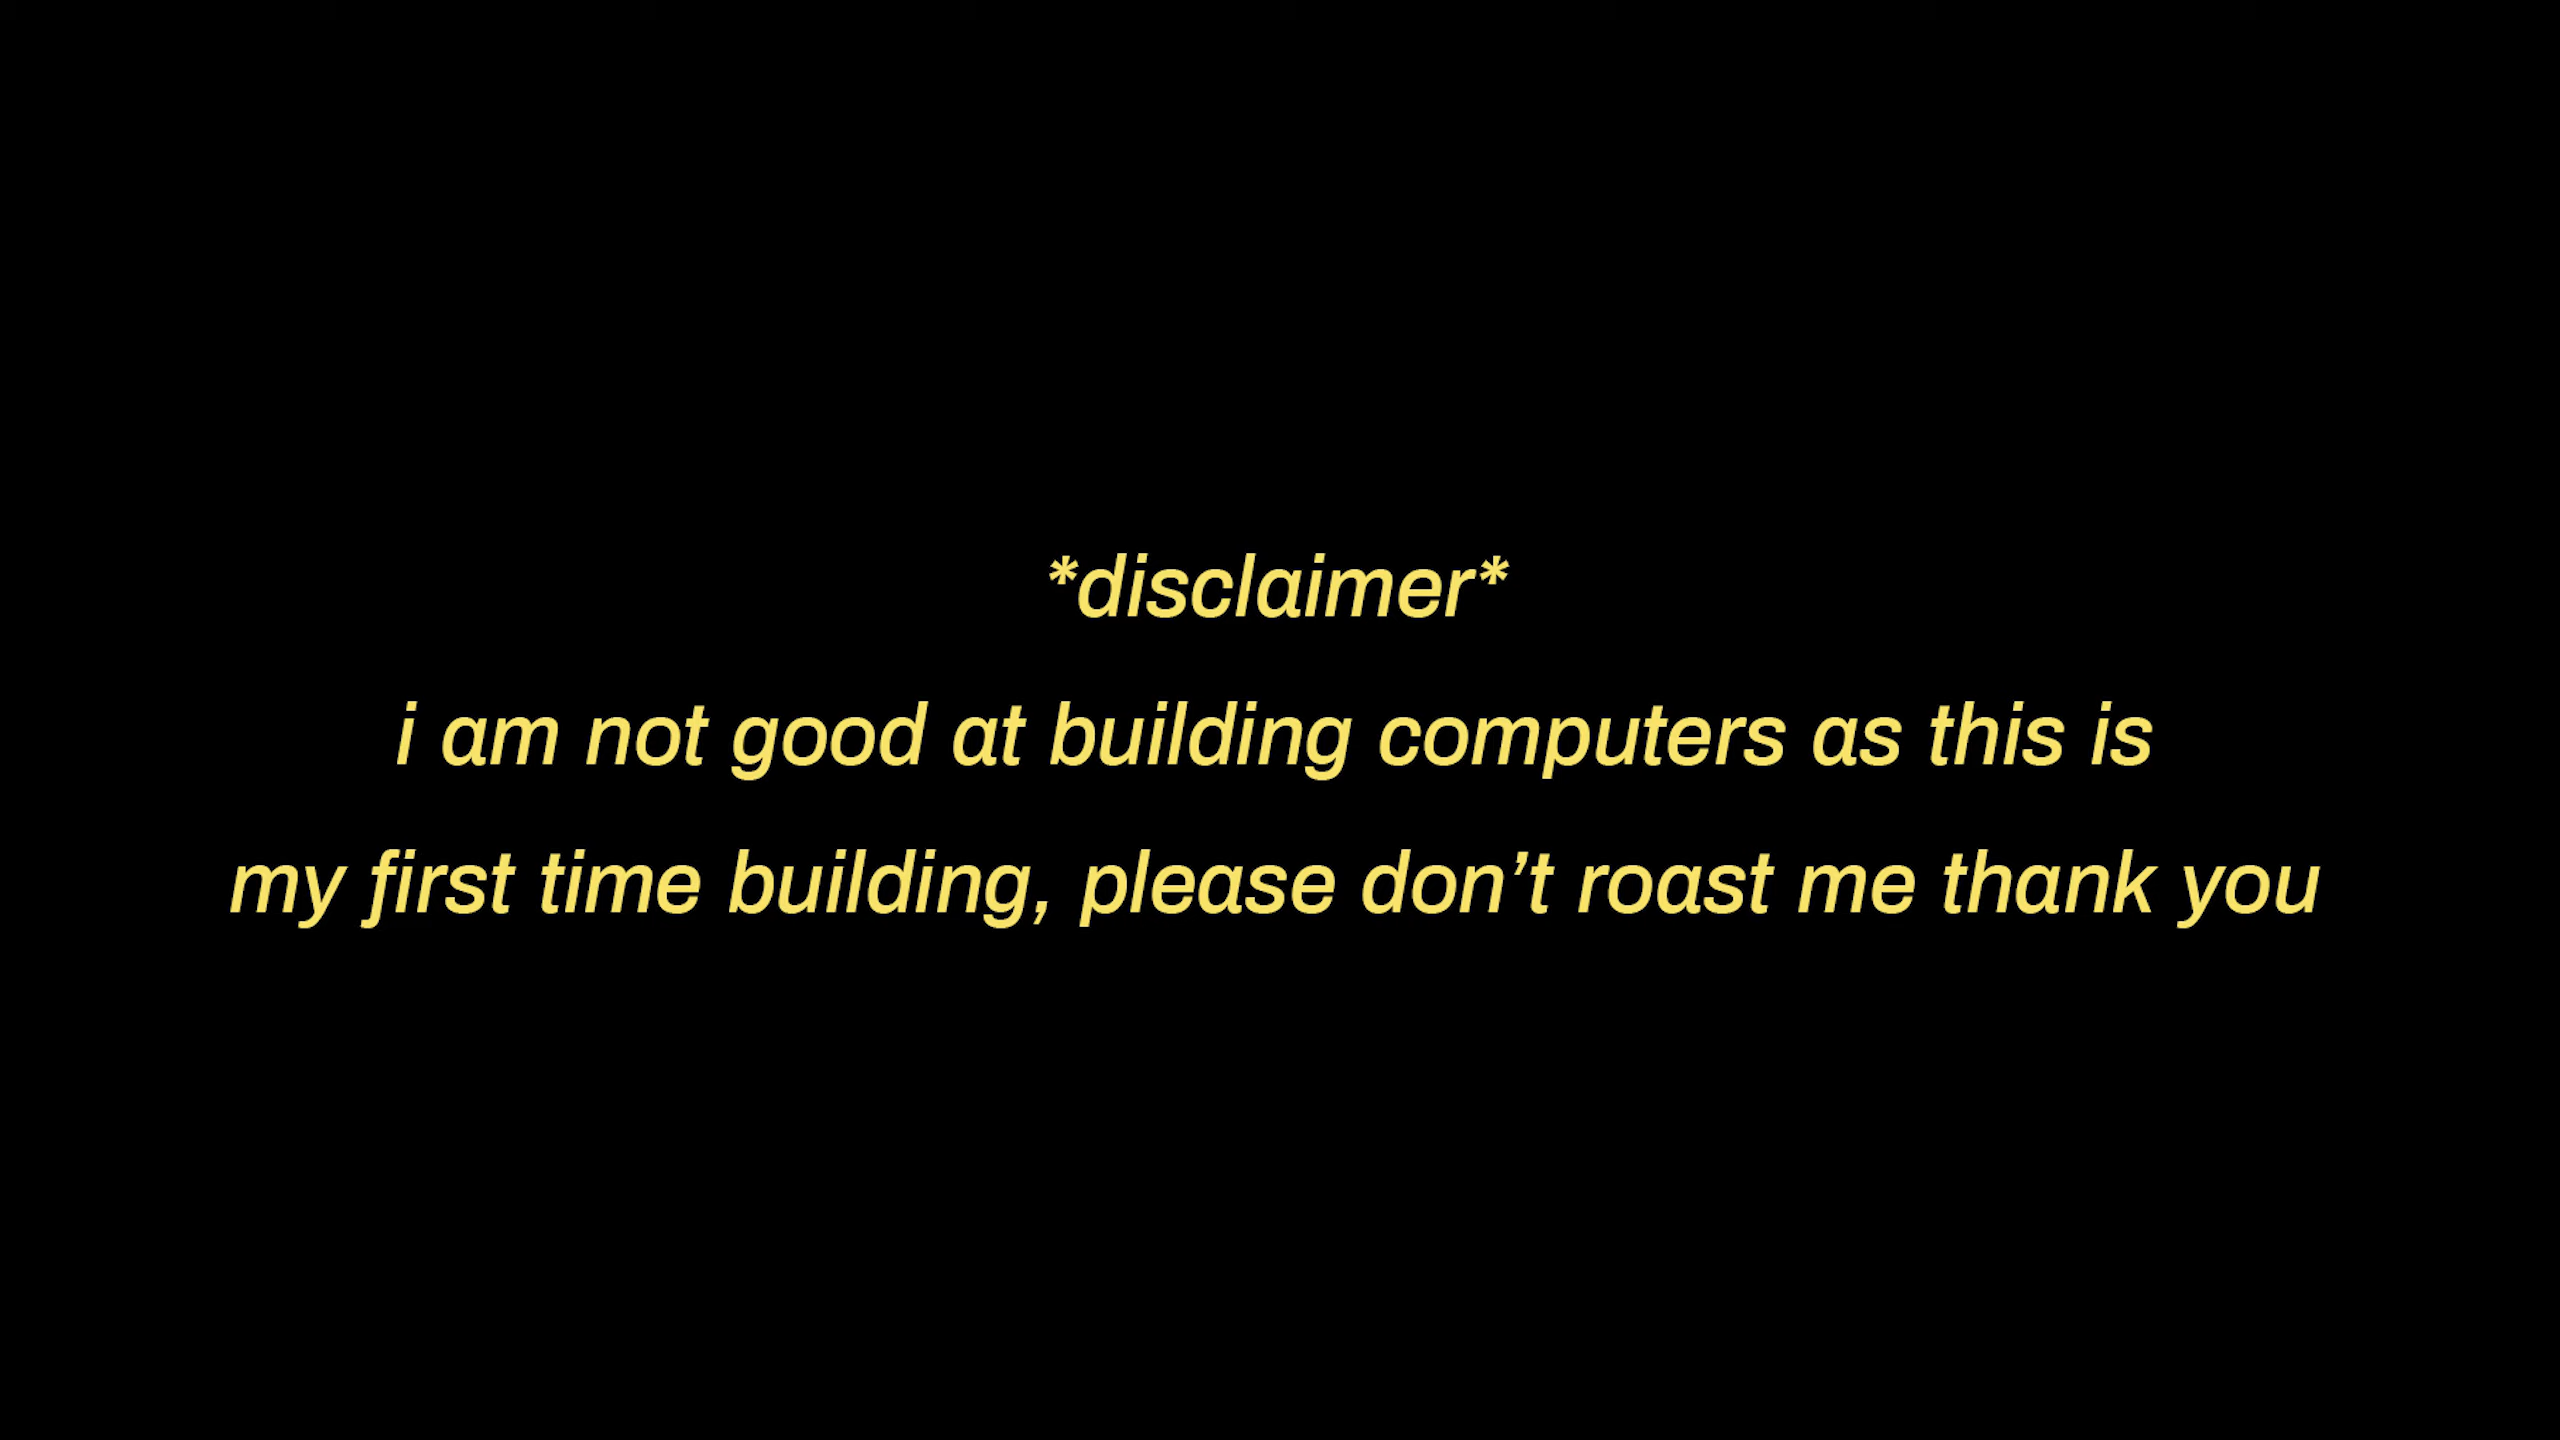 *disclaimer*
i am not good at building computers as this is
my first time building, please don’t roast me thank you